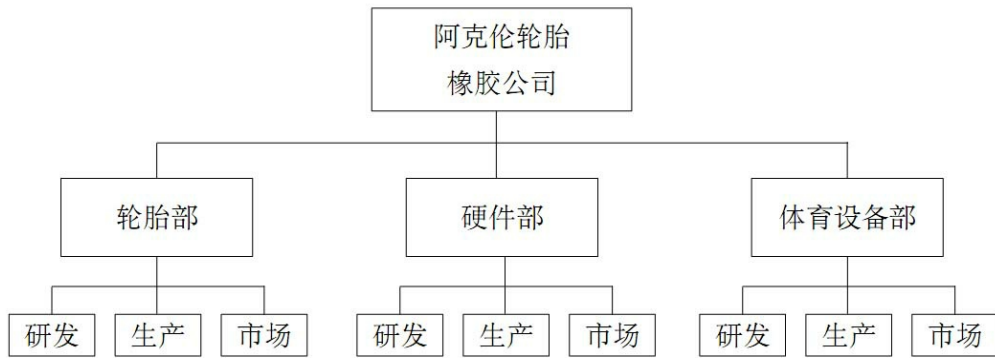 阿克伦轮胎
橡胶公司
轮胎部
硬件部
体育设备部
研发
生产
市场
研发
生产
市场
研发
生产
市场